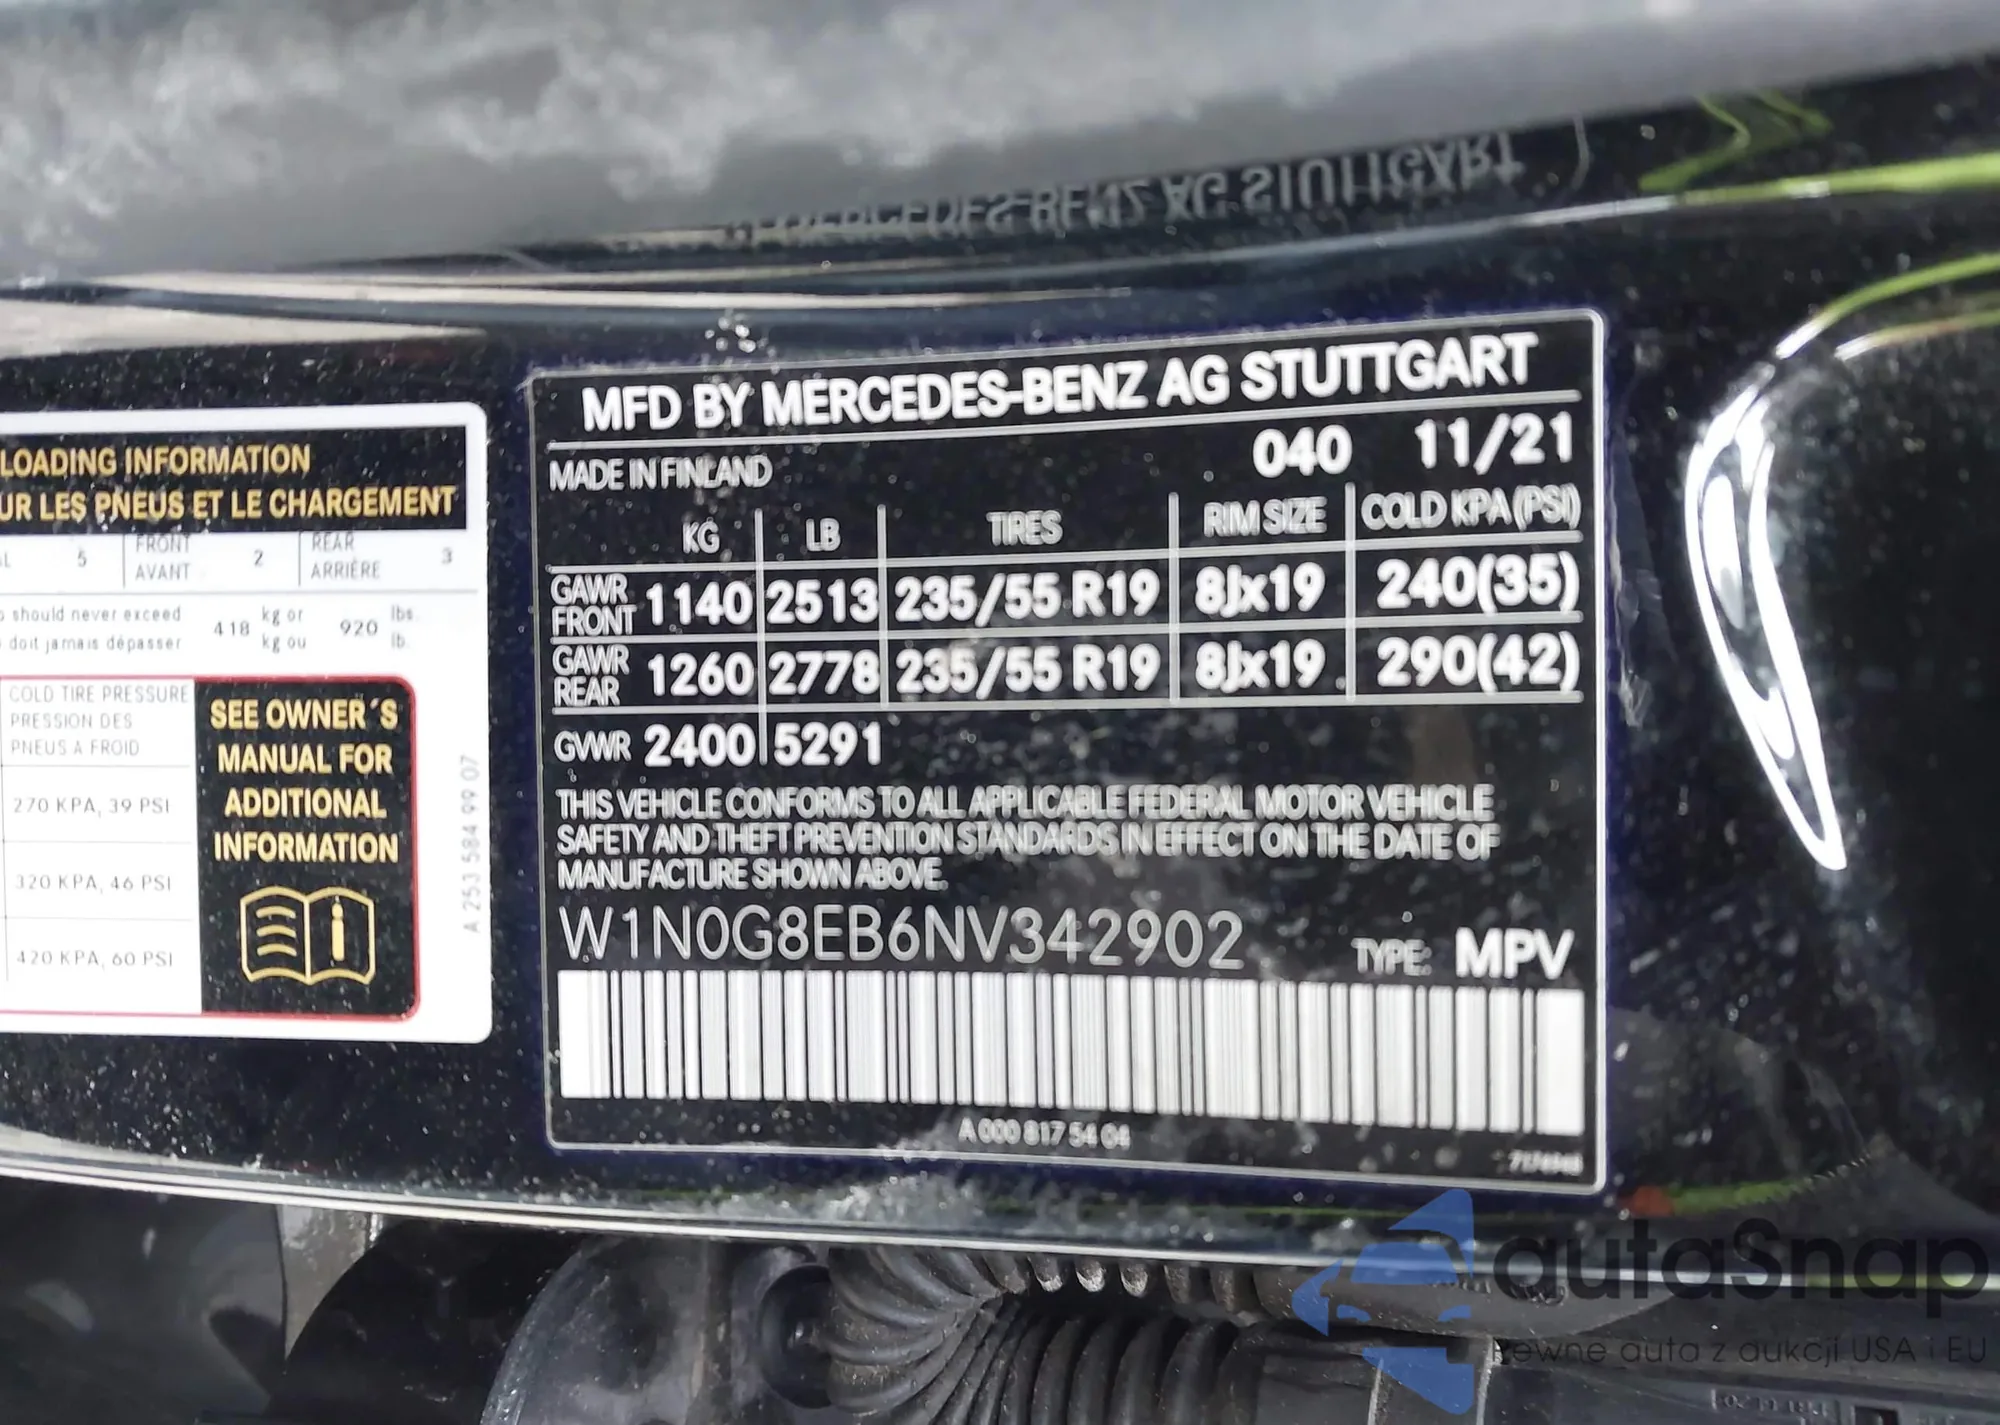 MERCEDES-BENZ AG STUTTGART
MFD BY MERCEDES-BENZ AG STUTTGART
MADE IN FINLAND 040 11/21
KG LB TIRES RIM SIZE COLD KPA (PSI)
GAWR FRONT 1140 2513 235/55 R19 8Jx19 240(35)
GAWR REAR 1260 2778 235/55 R19 8Jx19 290(42)
GVWR 2400 5291
THIS VEHICLE CONFORMS TO ALL APPLICABLE FEDERAL MOTOR VEHICLE
SAFETY AND THEFT PREVENTION STANDARDS IN EFFECT ON THE DATE OF
MANUFACTURE SHOWN ABOVE.
W1N0G8EB6NV342902 TYPE: MPV
A 000 817 54 04
LOADING INFORMATION
UR LES PNEUS ET LE CHARGEMENT
5 FRONT 2 REAR 3
AVANT ARRIÈRE
should never exceed 418 kg or 920 lbs.
doit jamais dépasser kg ou lb.
COLD TIRE PRESSURE
PRESSION DES
PNEUS A FROID
270 KPA, 39 PSI
320 KPA, 46 PSI
420 KPA, 60 PSI
SEE OWNER´S
MANUAL FOR
ADDITIONAL
INFORMATION
A 253 584 99 07
autaSnap
Pewne auta z aukcji USA i EU